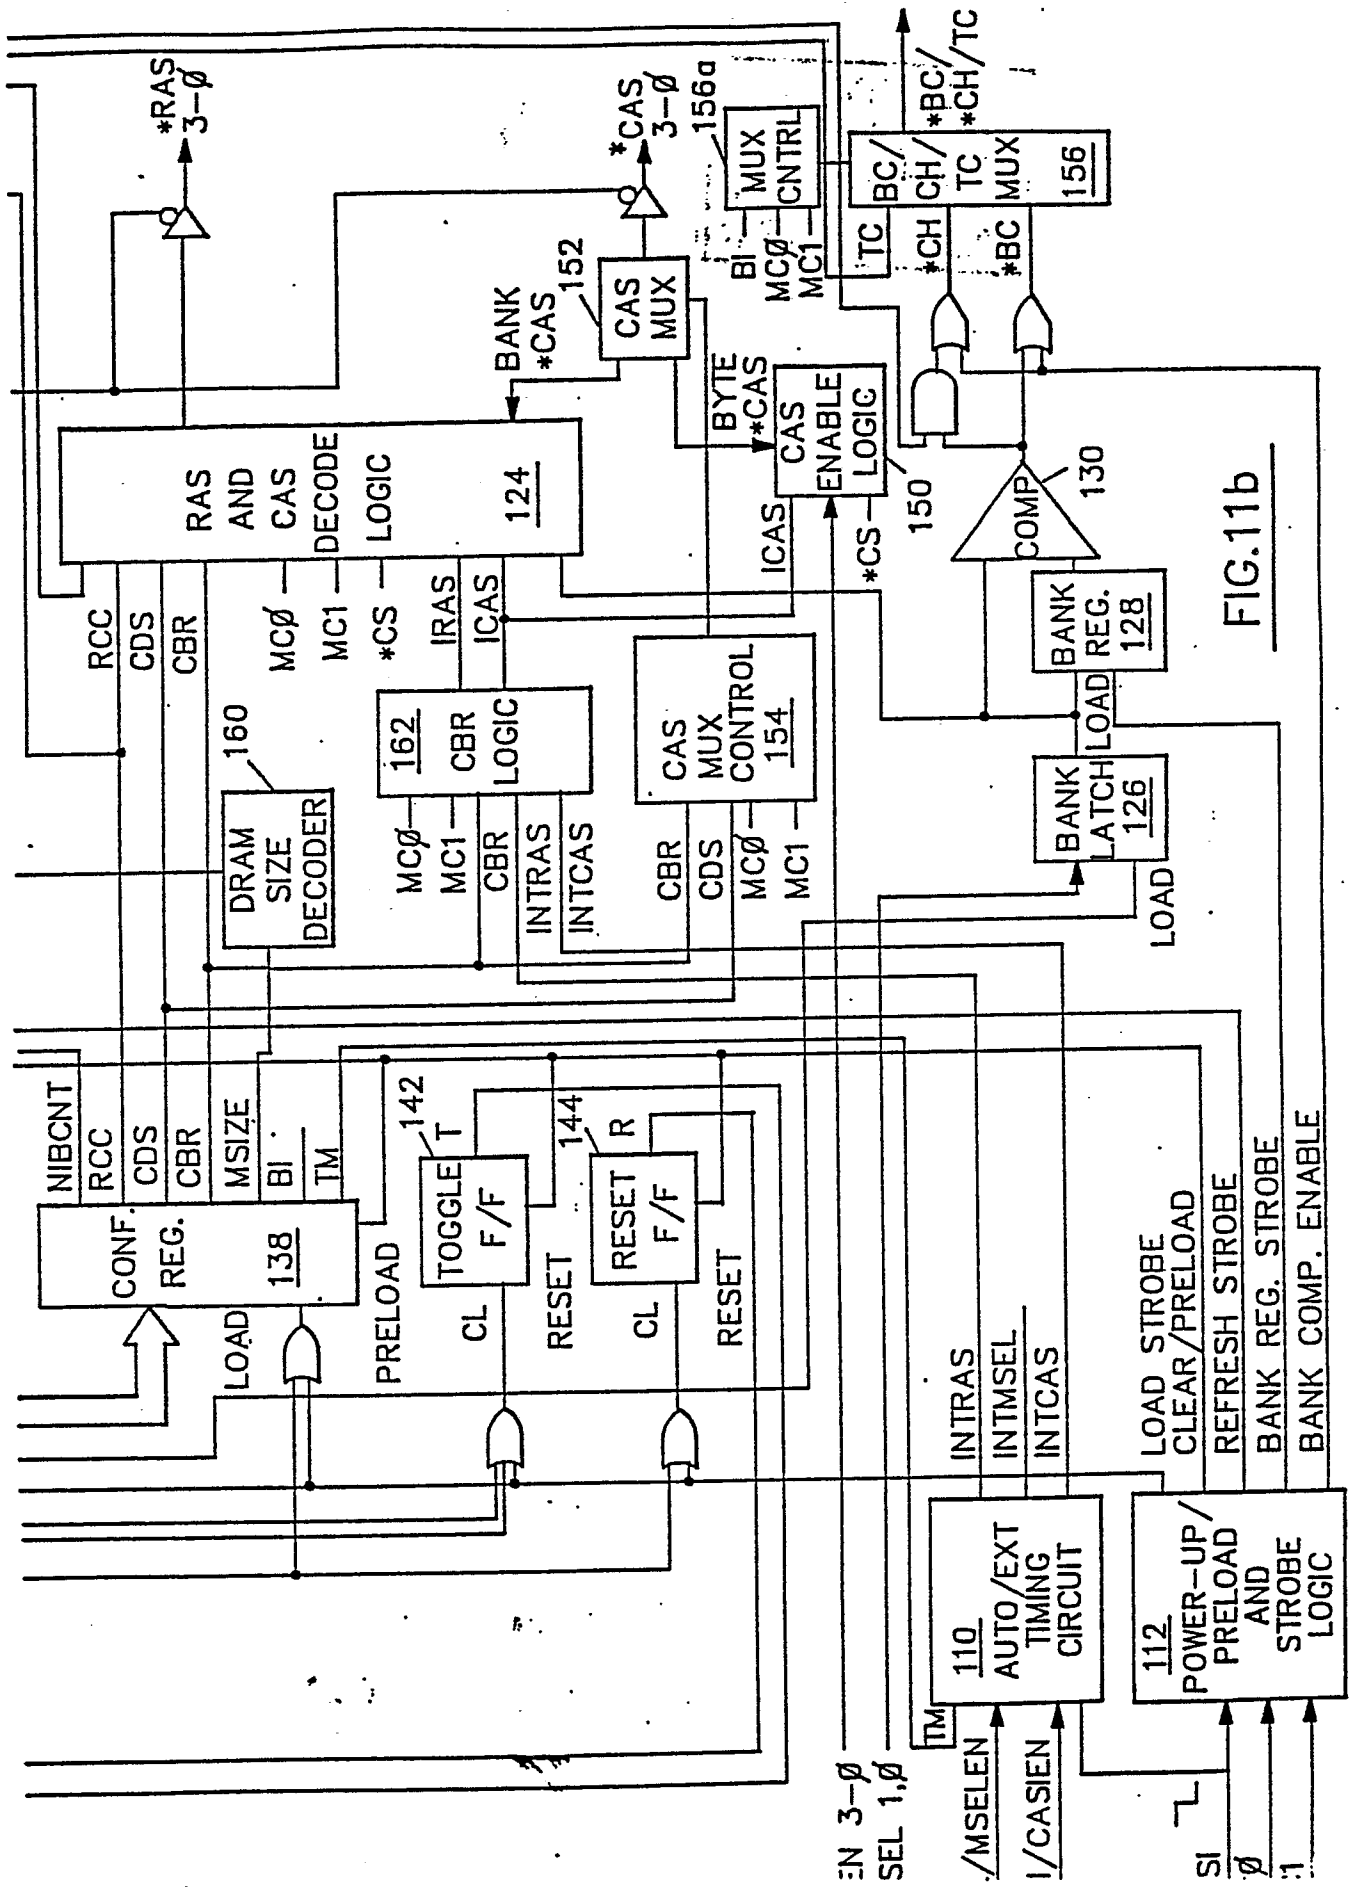 *RAS
3-Ø
*CAS
3-Ø
156a
MUX
CNTRL
BI
MCØ
MC1
BC/
CH/
TC
MUX
156
*BC/
*CH/TC
TC
*CH
*BC
152
CAS
MUX
BANK
*CAS
BYTE
*CAS
RAS
AND
CAS
DECODE
LOGIC
124
CAS
ENABLE
LOGIC
150
ICAS
*CS
COMP
130
FIG.11b
RCC
CDS
CBR
MCØ
MC1
*CS
IRAS
ICAS
160
DRAM
SIZE
DECODER
162
CBR
LOGIC
MCØ
MC1
CBR
INTRAS
INTCAS
CAS
MUX
CONTROL
154
CBR
CDS
MCØ
MC1
BANK
REG.
128
LOAD
BANK
LATCH
126
LOAD
NIBCNT
RCC
CDS
CBR
MSIZE
BI
TM
CONF.
REG.
138
LOAD
PRELOAD
142
T
TOGGLE
F/F
CL
RESET
144
R
RESET
F/F
CL
RESET
INTRAS
INTMSEL
INTCAS
110
AUTO/EXT
TIMING
CIRCUIT
TM
LOAD STROBE
CLEAR/PRELOAD
REFRESH STROBE
BANK REG. STROBE
BANK COMP. ENABLE
112
POWER-UP/
PRELOAD
AND
STROBE
LOGIC
EN 3-Ø
SEL 1,Ø
/MSELEN
I/CASIEN
SI
Ø
:1